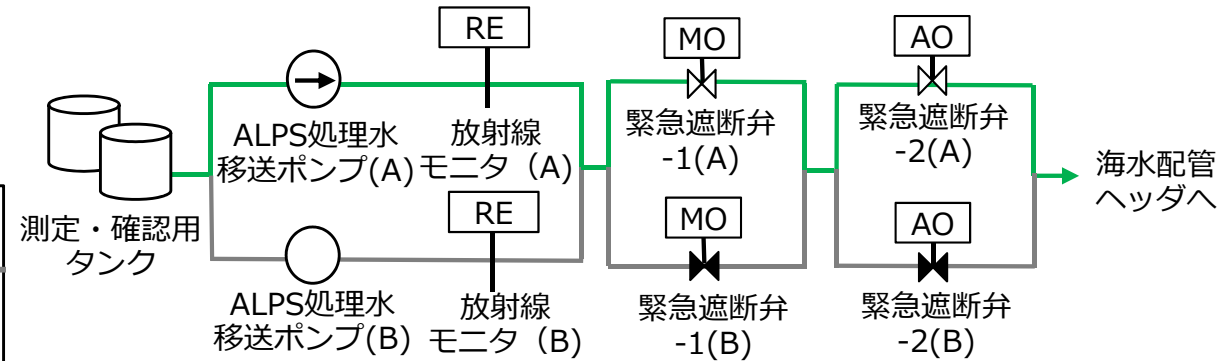 RE
MO
AO
ALPS処理水
移送ポンプ(A)
放射線
モニタ（A）
緊急遮断弁
-1(A)
緊急遮断弁
-2(A)
測定・確認用
タンク
RE
MO
AO
海水配管
ヘッダへ
ALPS処理水
移送ポンプ(B)
放射線
モニタ（B）
緊急遮断弁
-1(B)
緊急遮断弁
-2(B)